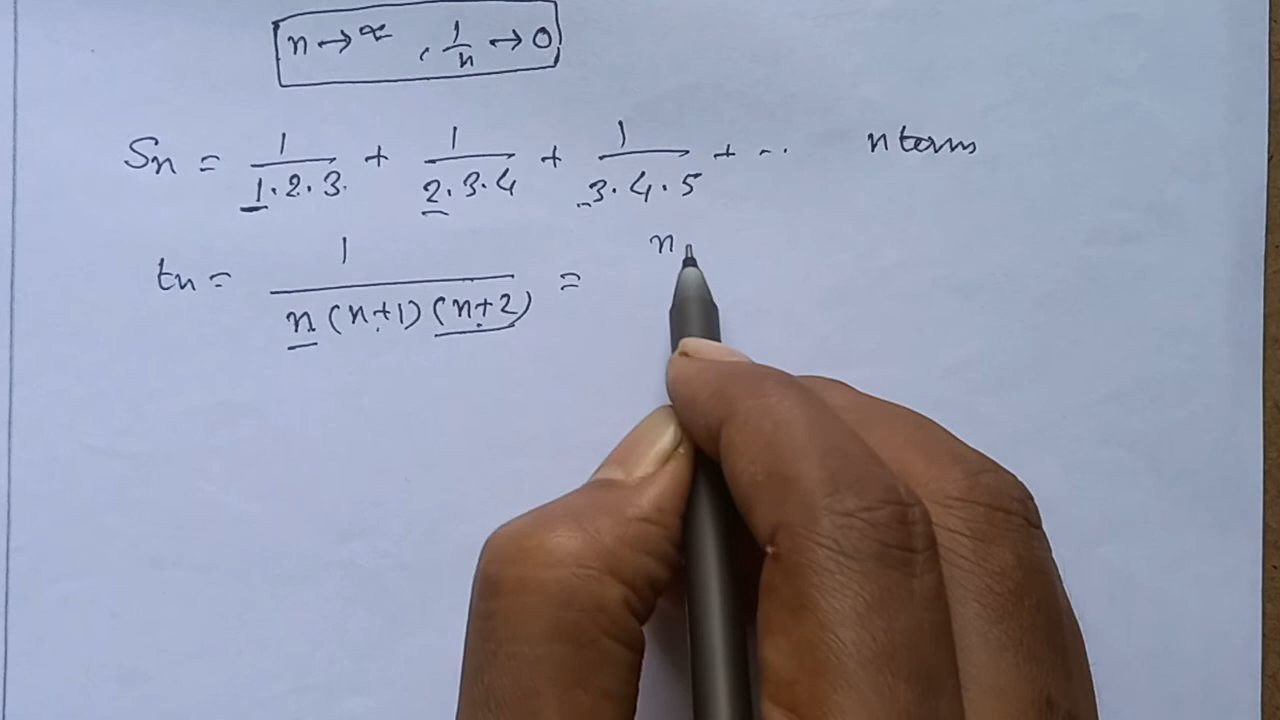 n → ∞ , 1/n → 0
Sn = 1/1·2·3 + 1/2·3·4 + 1/3·4·5 + ·· n terms
tn = 1/n(n+1)(n+2) = n